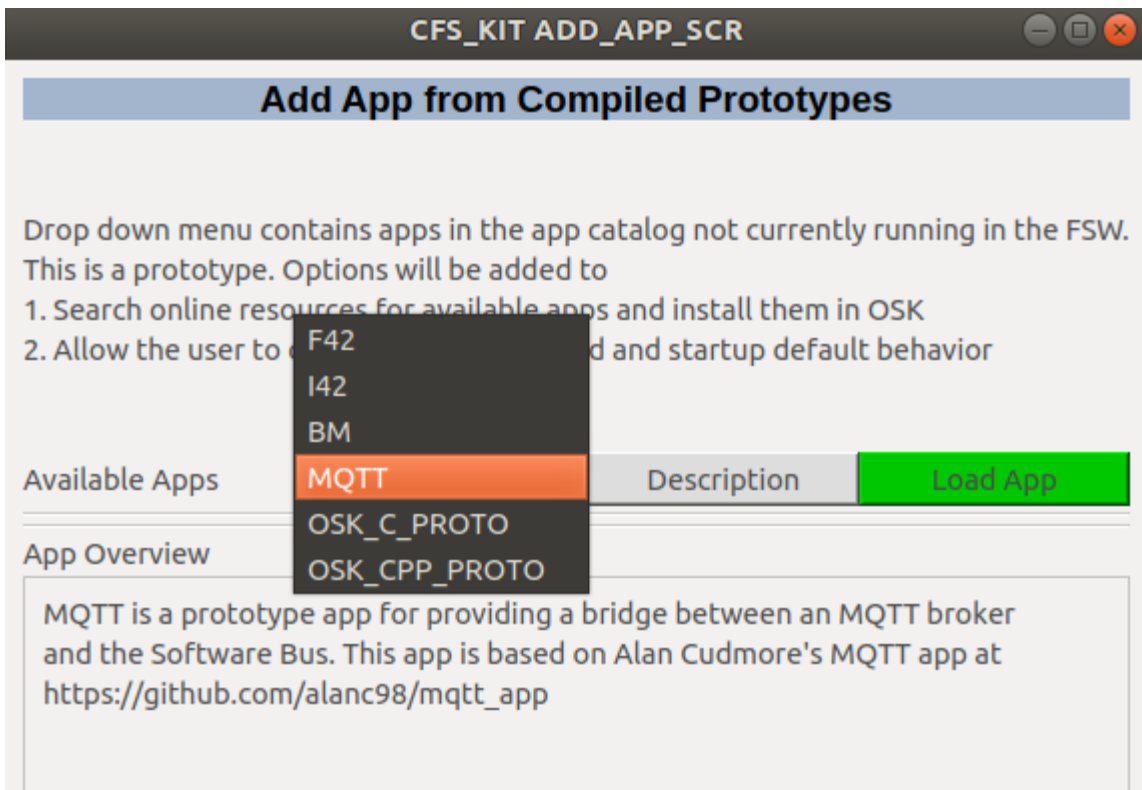 CFS_KIT ADD_APP_SCR
Add App from Compiled Prototypes
Drop down menu contains apps in the app catalog not currently running in the FSW.
This is a prototype. Options will be added to
1. Search online resources for available apps and install them in OSK
2. Allow the user to d and startup default behavior
F42
I42
BM
Available Apps MQTT Description Load App
OSK_C_PROTO
App Overview
OSK_CPP_PROTO
MQTT is a prototype app for providing a bridge between an MQTT broker
and the Software Bus. This app is based on Alan Cudmore's MQTT app at
https://github.com/alanc98/mqtt_app